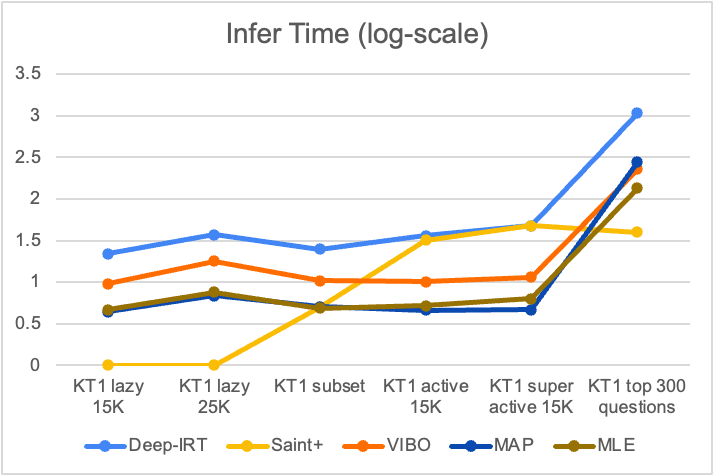 Infer Time (log-scale)
3.5
3
2.5
2
1.5
1
0.5
0
KT1 lazy 15K
KT1 lazy 25K
KT1 subset
KT1 active 15K
KT1 super active 15K
KT1 top 300 questions
Deep-IRT
Saint+
VIBO
MAP
MLE